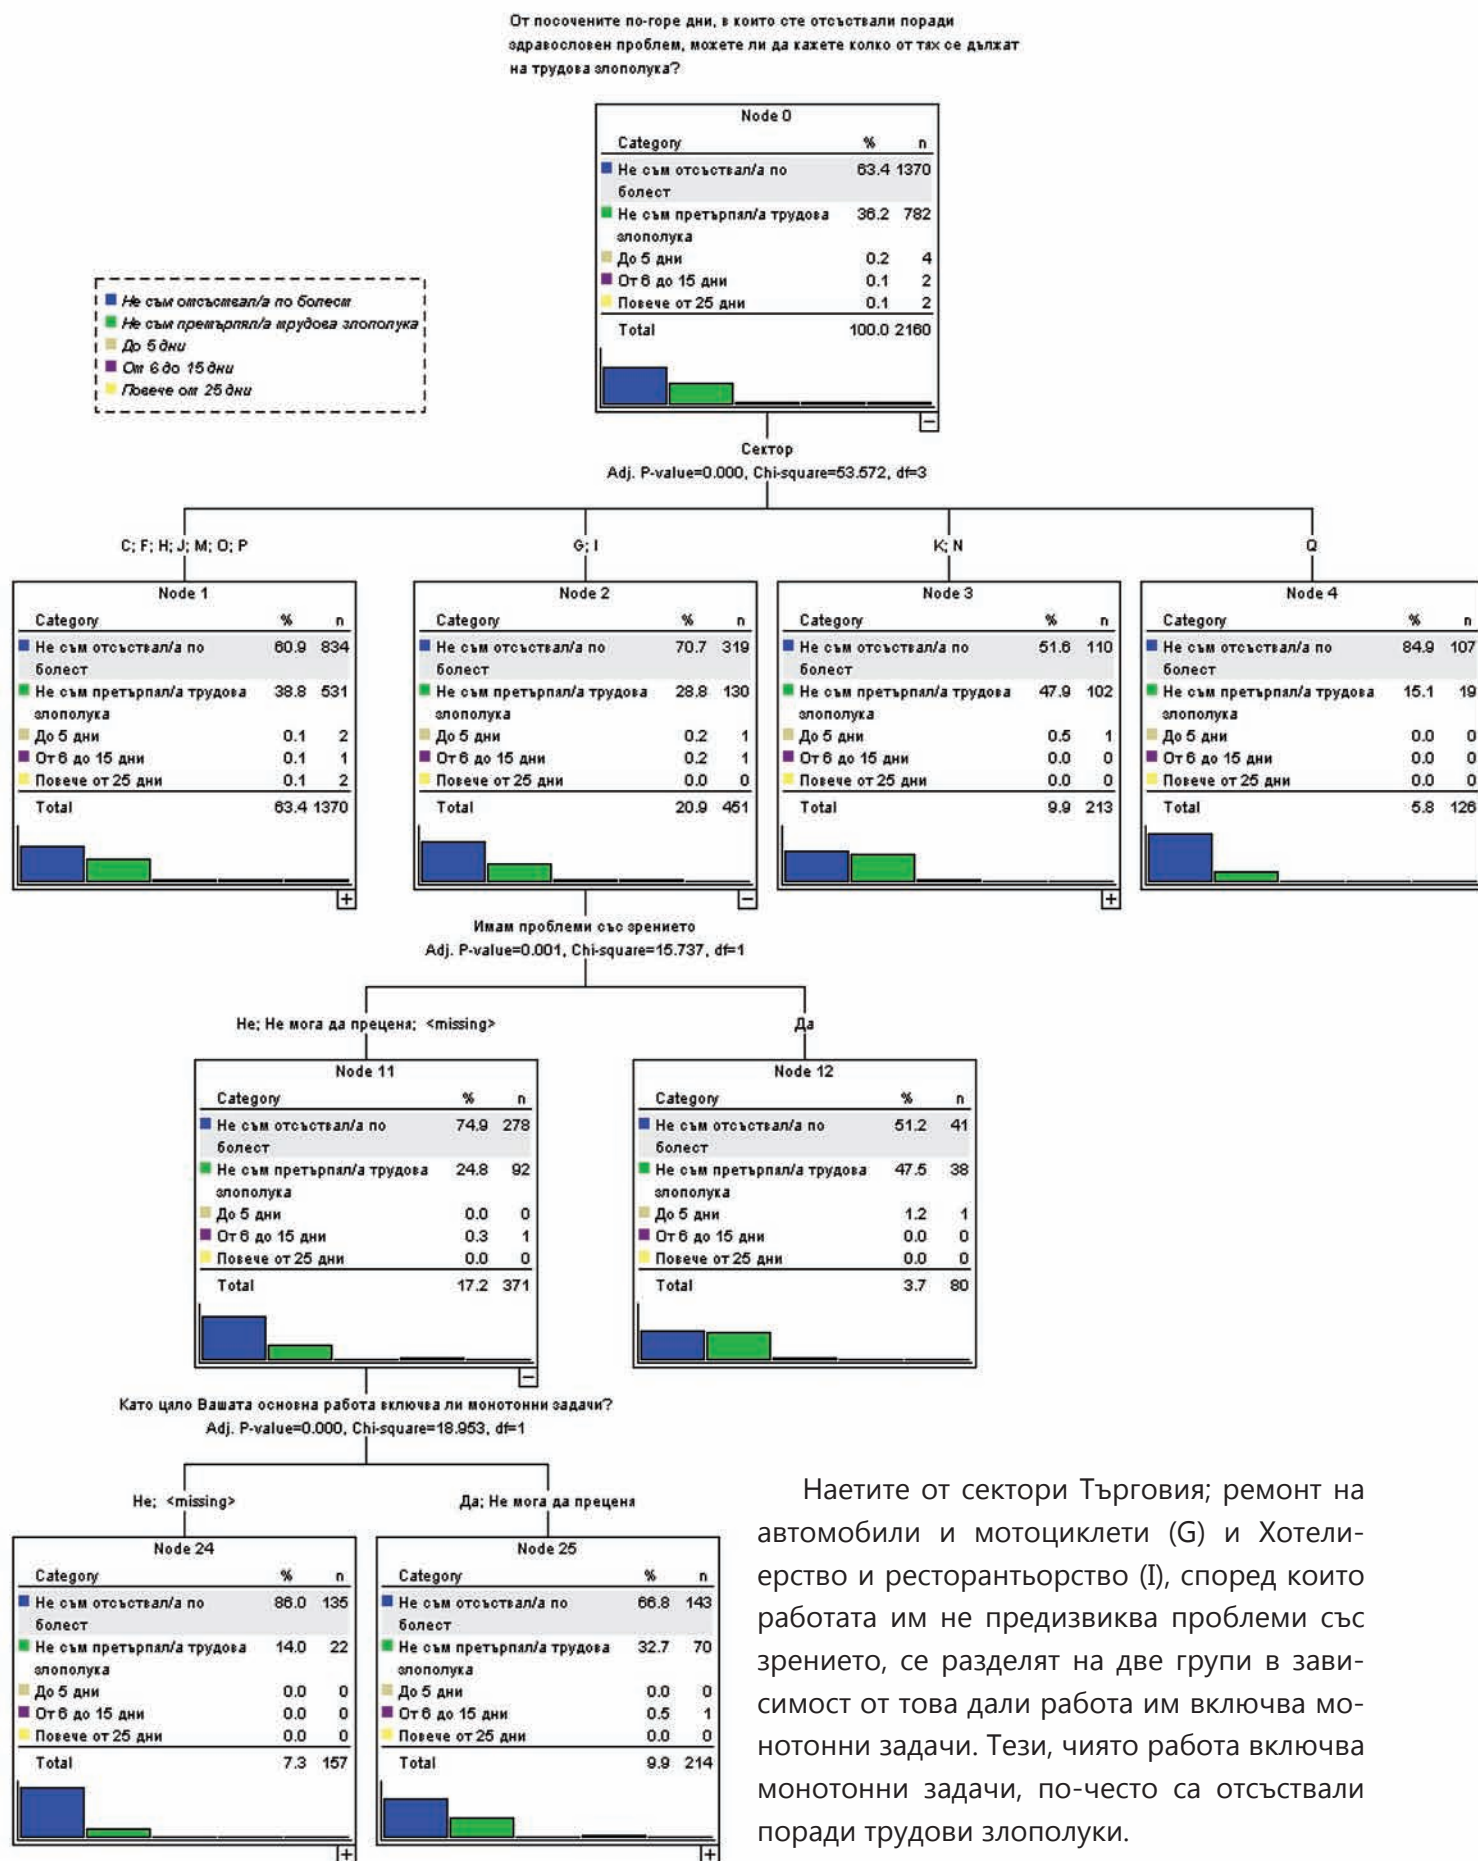 От посочените по-горе дни, в които сте отсъствали поради
здравословен проблем, можете ли да кажете колко от тях се дължат
на трудова злополука?
Node 0
Category % n
Не съм отсъствал/а по 63.4 1370
болест
Не съм претърпял/а трудова 36.2 782
злополука
До 5 дни 0.2 4
От 6 до 15 дни 0.1 2
Повече от 25 дни 0.1 2
Total 100.0 2160
Не съм отсъствал/а по болест
Не съм претърпял/а трудова злополука
До 5 дни
От 6 до 15 дни
Повече от 25 дни
Сектор
Adj. P-value=0.000, Chi-square=53.572, df=3
C; F; H; J; M; O; P
G; I
K; N
Q
Node 1
Category % n
Не съм отсъствал/а по 60.9 834
болест
Не съм претърпял/а трудова 38.8 531
злополука
До 5 дни 0.1 2
От 6 до 15 дни 0.1 1
Повече от 25 дни 0.1 2
Total 63.4 1370
Node 2
Category % n
Не съм отсъствал/а по 70.7 319
болест
Не съм претърпял/а трудова 28.8 130
злополука
До 5 дни 0.2 1
От 6 до 15 дни 0.2 1
Повече от 25 дни 0.0 0
Total 20.9 451
Node 3
Category % n
Не съм отсъствал/а по 51.6 110
болест
Не съм претърпял/а трудова 47.9 102
злополука
До 5 дни 0.5 1
От 6 до 15 дни 0.0 0
Повече от 25 дни 0.0 0
Total 9.9 213
Node 4
Category % n
Не съм отсъствал/а по 84.9 107
болест
Не съм претърпял/а трудова 15.1 19
злополука
До 5 дни 0.0 0
От 6 до 15 дни 0.0 0
Повече от 25 дни 0.0 0
Total 5.8 126
Имам проблеми със зрението
Adj. P-value=0.001, Chi-square=15.737, df=1
Не; Не мога да преценя; <missing>
Да
Node 11
Category % n
Не съм отсъствал/а по 74.9 278
болест
Не съм претърпял/а трудова 24.8 92
злополука
До 5 дни 0.0 0
От 6 до 15 дни 0.3 1
Повече от 25 дни 0.0 0
Total 17.2 371
Node 12
Category % n
Не съм отсъствал/а по 51.2 41
болест
Не съм претърпял/а трудова 47.5 38
злополука
До 5 дни 1.2 1
От 6 до 15 дни 0.0 0
Повече от 25 дни 0.0 0
Total 3.7 80
Като цяло Вашата основна работа включва ли монотонни задачи?
Adj. P-value=0.000, Chi-square=18.953, df=1
Не; <missing>
Да; Не мога да преценя
Node 24
Category % n
Не съм отсъствал/а по 86.0 135
болест
Не съм претърпял/а трудова 14.0 22
злополука
До 5 дни 0.0 0
От 6 до 15 дни 0.0 0
Повече от 25 дни 0.0 0
Total 7.3 157
Node 25
Category % n
Не съм отсъствал/а по 66.8 143
болест
Не съм претърпял/а трудова 32.7 70
злополука
До 5 дни 0.0 0
От 6 до 15 дни 0.5 1
Повече от 25 дни 0.0 0
Total 9.9 214
Наетите от сектори Търговия; ремонт на
автомобили и мотоциклети (G) и Хотели-
ерство и ресторантьорство (I), според които
работата им не предизвиква проблеми със
зрението, се разделят на две групи в зави-
симост от това дали работа им включва мо-
нотонни задачи. Тези, чиято работа включва
монотонни задачи, по-често са отсъствали
поради трудови злополуки.